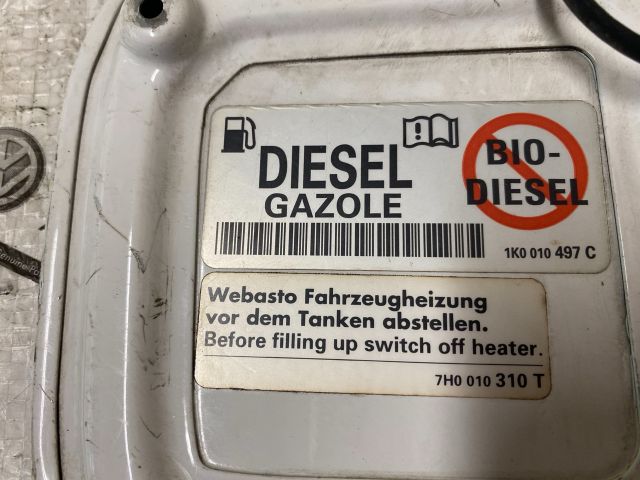 DIESEL
GAZOLE
BIO-
DIESEL
1K0 010 497 C
Webasto Fahrzeugheizung
vor dem Tanken abstellen.
Before filling up switch off heater.
7H0 010 310 T